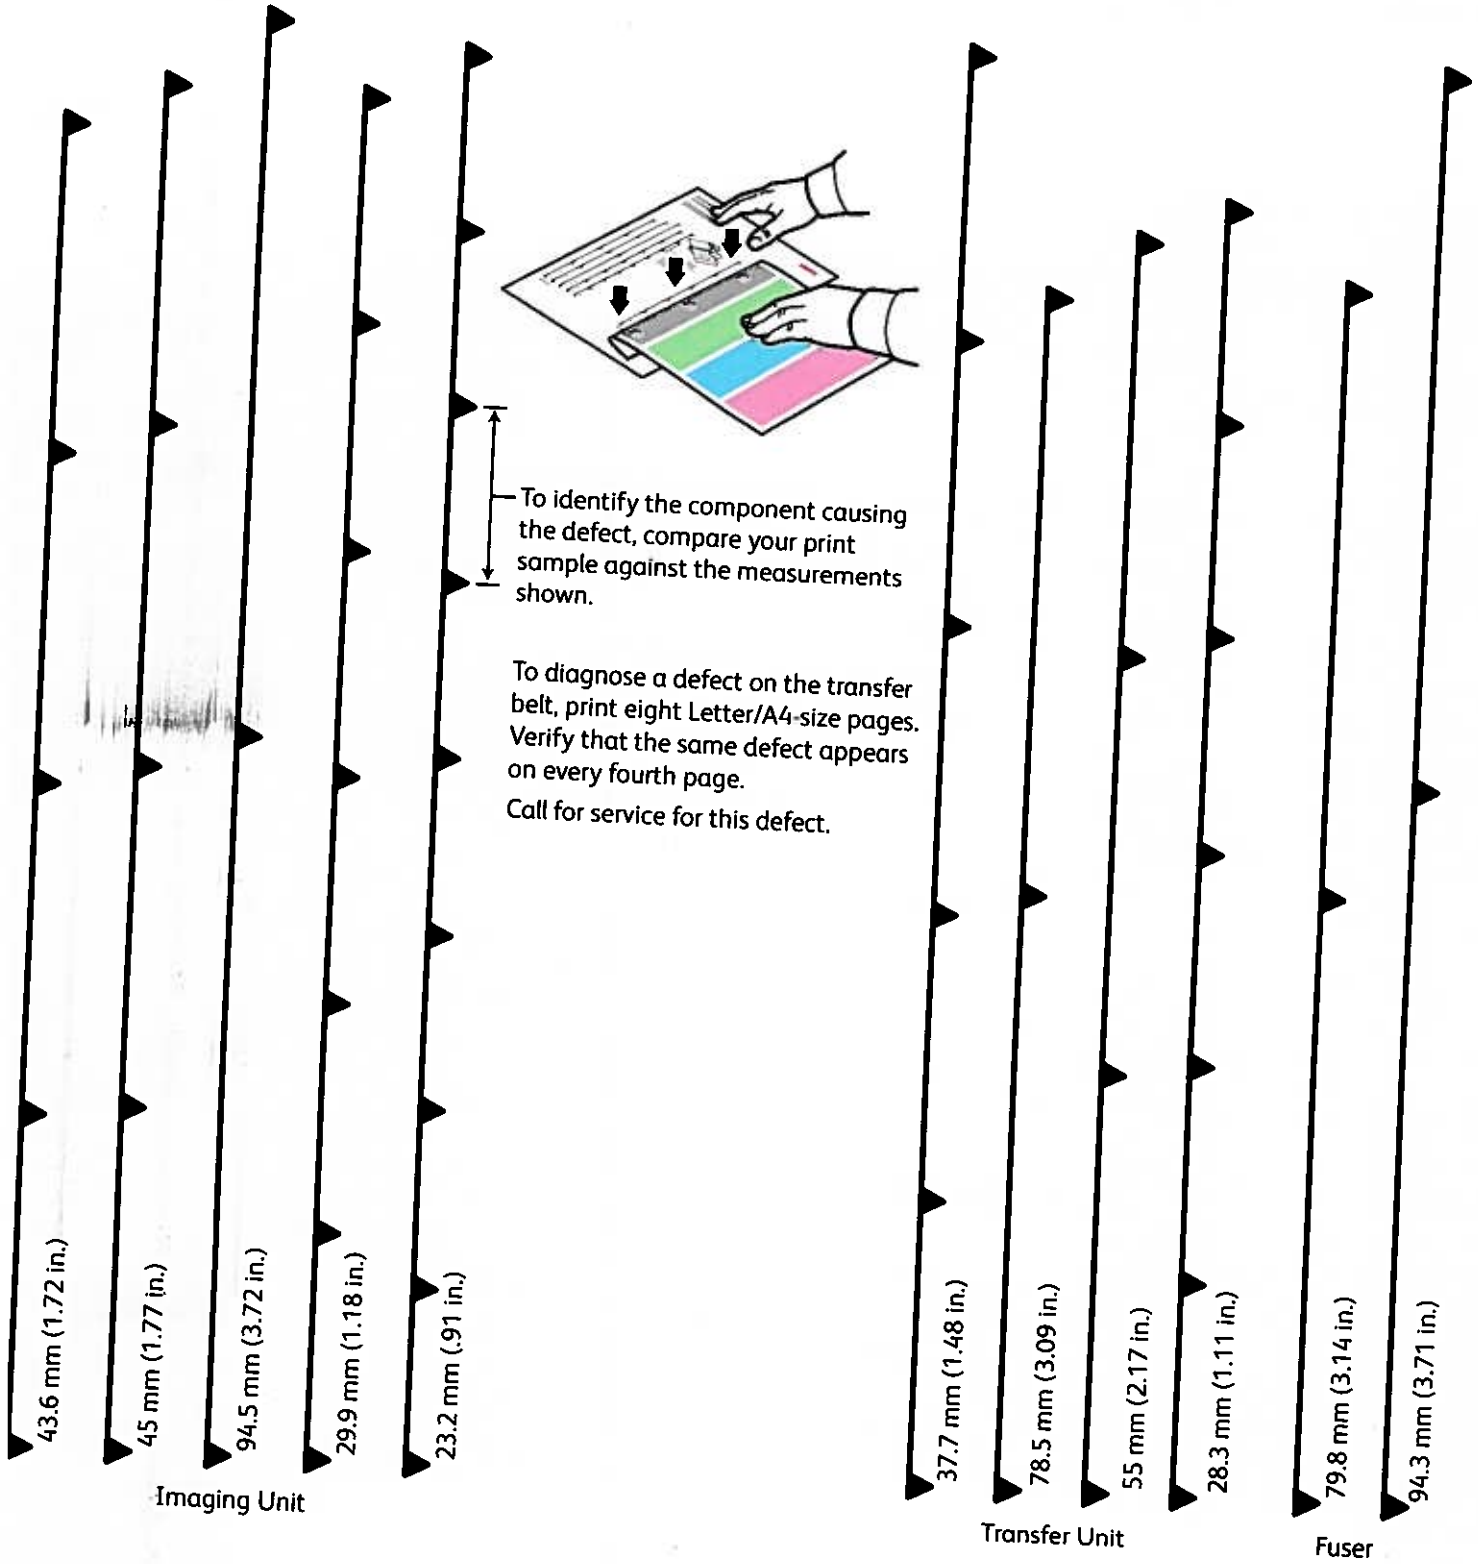 To identify the component causing
the defect, compare your print
sample against the measurements
shown.
To diagnose a defect on the transfer
belt, print eight Letter/A4-size pages.
Verify that the same defect appears
on every fourth page.
Call for service for this defect.
43.6 mm (1.72 in.)
45 mm (1.77 in.)
94.5 mm (3.72 in.)
29.9 mm (1.18 in.)
23.2 mm (.91 in.)
37.7 mm (1.48 in.)
78.5 mm (3.09 in.)
55 mm (2.17 in.)
28.3 mm (1.11 in.)
79.8 mm (3.14 in.)
94.3 mm (3.71 in.)
Imaging Unit
Transfer Unit
Fuser